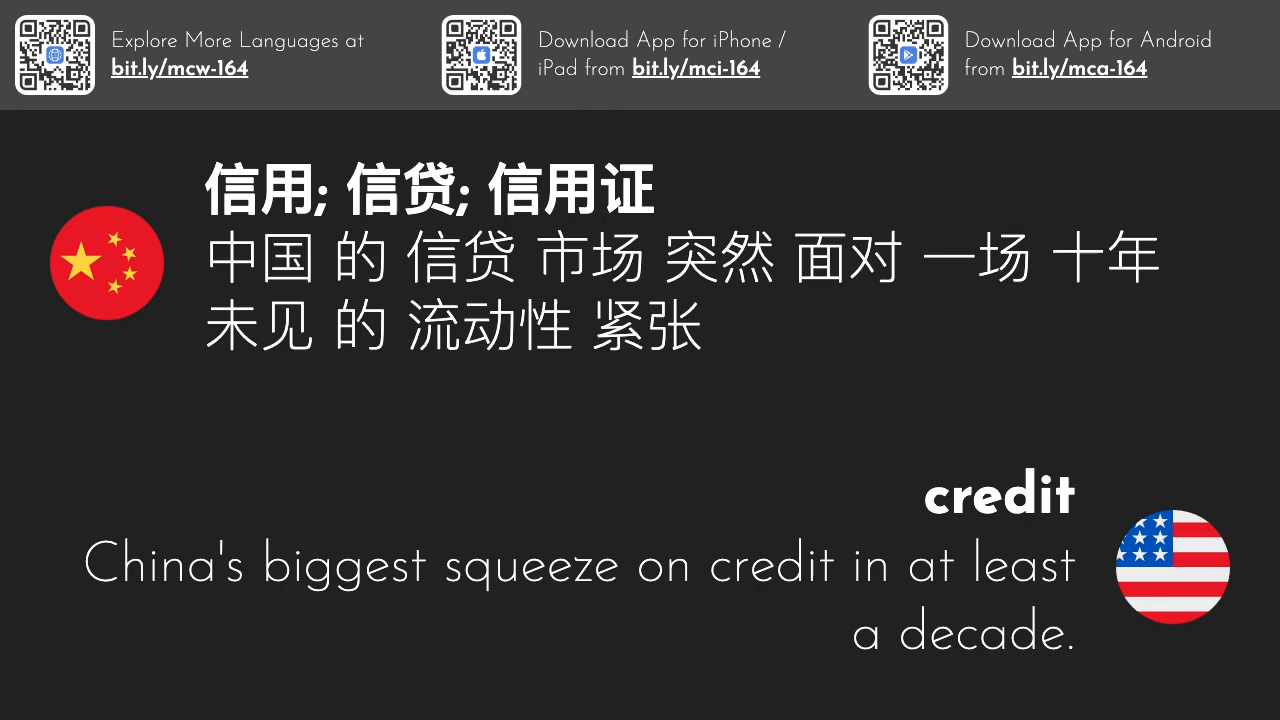 Explore More Languages at
bit.ly/mcw-164
Download App for iPhone /
iPad from bit.ly/mci-164
Download App for Android
from bit.ly/mca-164
信用; 信贷; 信用证
中国 的 信贷 市场 突然 面对 一场 十年
未见 的 流动性 紧张
credit
China's biggest squeeze on credit in at least
a decade.